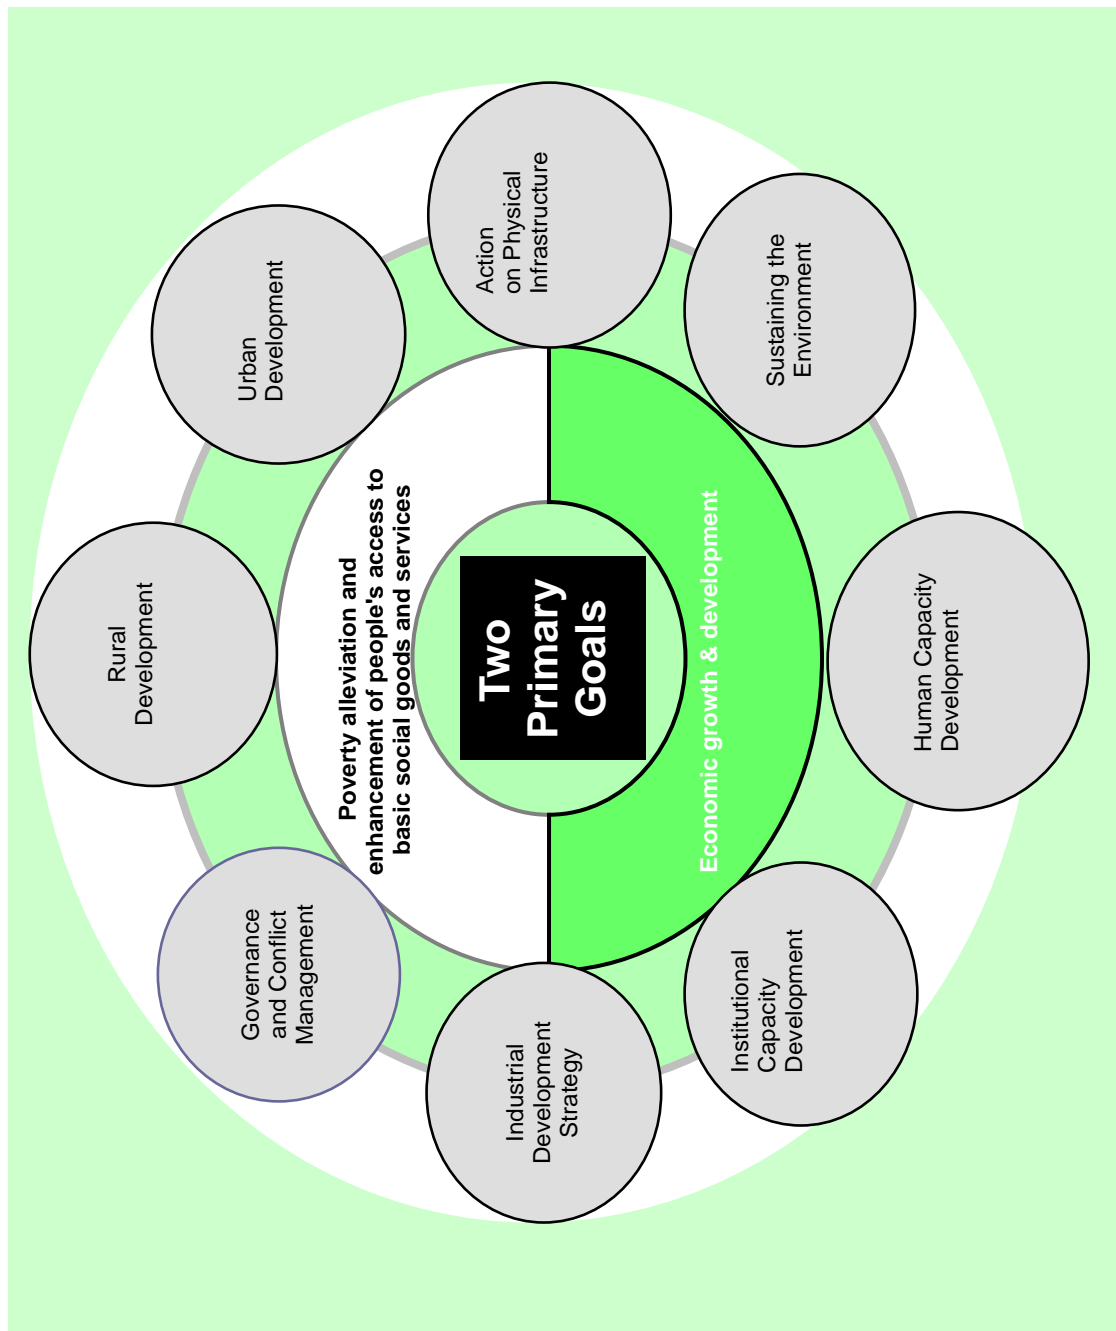 Rural
Development
Governance
and Conflict
Management
Urban
Development
Poverty alleviation and
enhancement of people's access to
basic social goods and services
Industrial
Development
Strategy
Two
Primary
Goals
Action
on Physical
Infrastructure
Economic growth & development
Institutional
Capacity
Development
Sustaining the
Environment
Human Capacity
Development